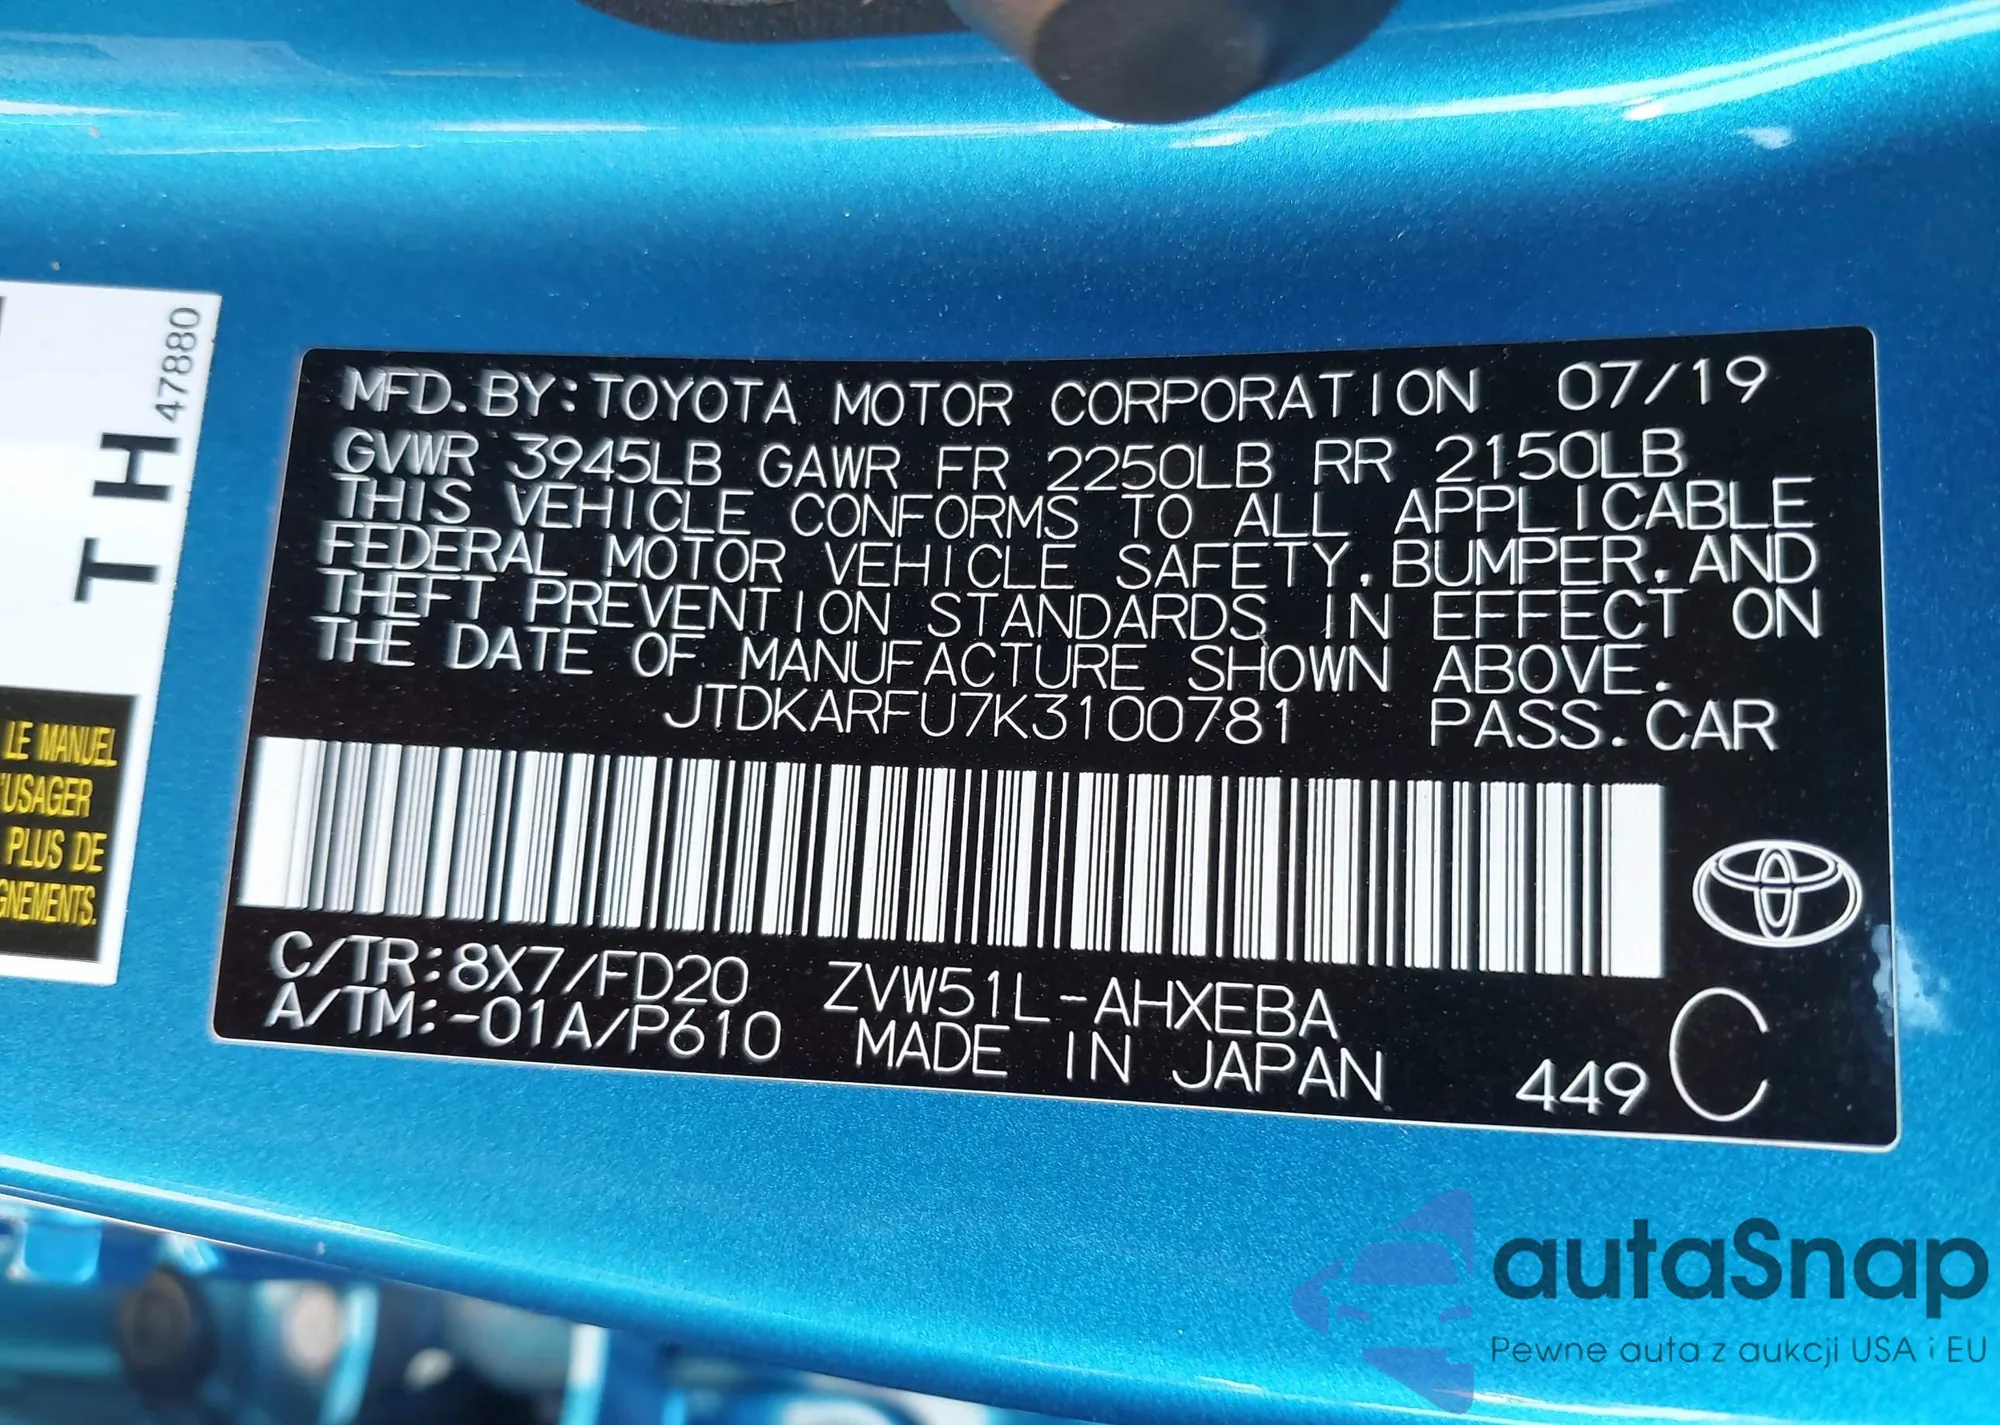 MFD. BY: TOYOTA MOTOR CORPORATION 07/19
GVWR 3945LB GAWR FR 2250LB RR 2150LB
THIS VEHICLE CONFORMS TO ALL APPLICABLE
FEDERAL MOTOR VEHICLE SAFETY, BUMPER, AND
THEFT PREVENTION STANDARDS IN EFFECT ON
THE DATE OF MANUFACTURE SHOWN ABOVE.
JTDKARFU7K3100781 PASS. CAR
C/TR: 8X7/FD20 ZVW51L-AHXEBA
A/TM: -01A/P610 MADE IN JAPAN 449 C
TH 47880
LE MANUEL
'USAGER
PLUS DE
GNEMENTS.
autaSnap
Pewne auta z aukcji USA i EU